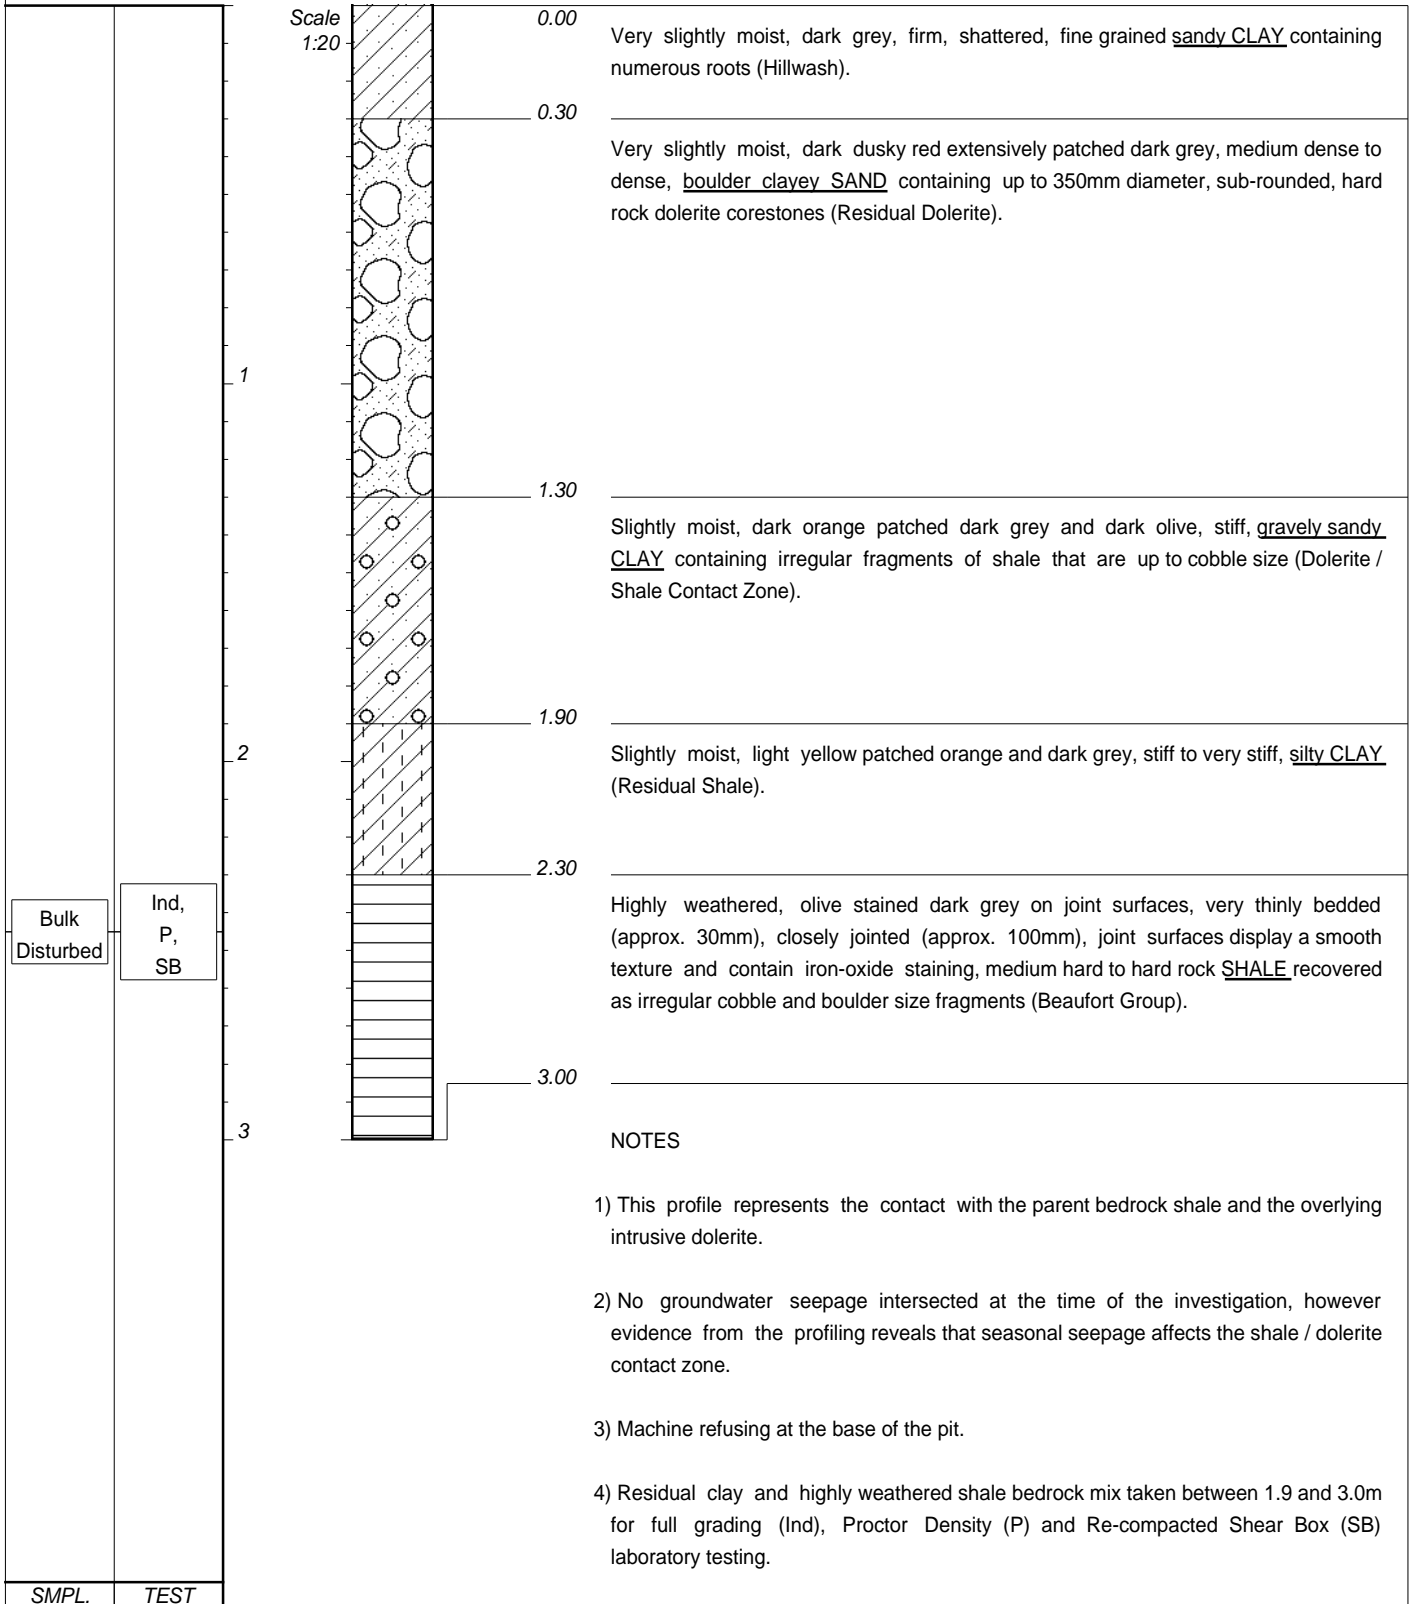 Scale
1:20
0.00
Very slightly moist, dark grey, firm, shattered, fine grained sandy CLAY containing
numerous roots (Hillwash).
0.30
Very slightly moist, dark dusky red extensively patched dark grey, medium dense to
dense, boulder clayey SAND containing up to 350mm diameter, sub-rounded, hard
rock dolerite corestones (Residual Dolerite).
1
1.30
Slightly moist, dark orange patched dark grey and dark olive, stiff, gravely sandy
CLAY containing irregular fragments of shale that are up to cobble size (Dolerite /
Shale Contact Zone).
1.90
2
Slightly moist, light yellow patched orange and dark grey, stiff to very stiff, silty CLAY
(Residual Shale).
2.30
Bulk
Disturbed
Ind,
P,
SB
Highly weathered, olive stained dark grey on joint surfaces, very thinly bedded
(approx. 30mm), closely jointed (approx. 100mm), joint surfaces display a smooth
texture and contain iron-oxide staining, medium hard to hard rock SHALE recovered
as irregular cobble and boulder size fragments (Beaufort Group).
3.00
3
NOTES
1) This profile represents the contact with the parent bedrock shale and the overlying
intrusive dolerite.
2) No groundwater seepage intersected at the time of the investigation, however
evidence from the profiling reveals that seasonal seepage affects the shale / dolerite
contact zone.
3) Machine refusing at the base of the pit.
4) Residual clay and highly weathered shale bedrock mix taken between 1.9 and 3.0m
for full grading (Ind), Proctor Density (P) and Re-compacted Shear Box (SB)
laboratory testing.
SMPL. TEST